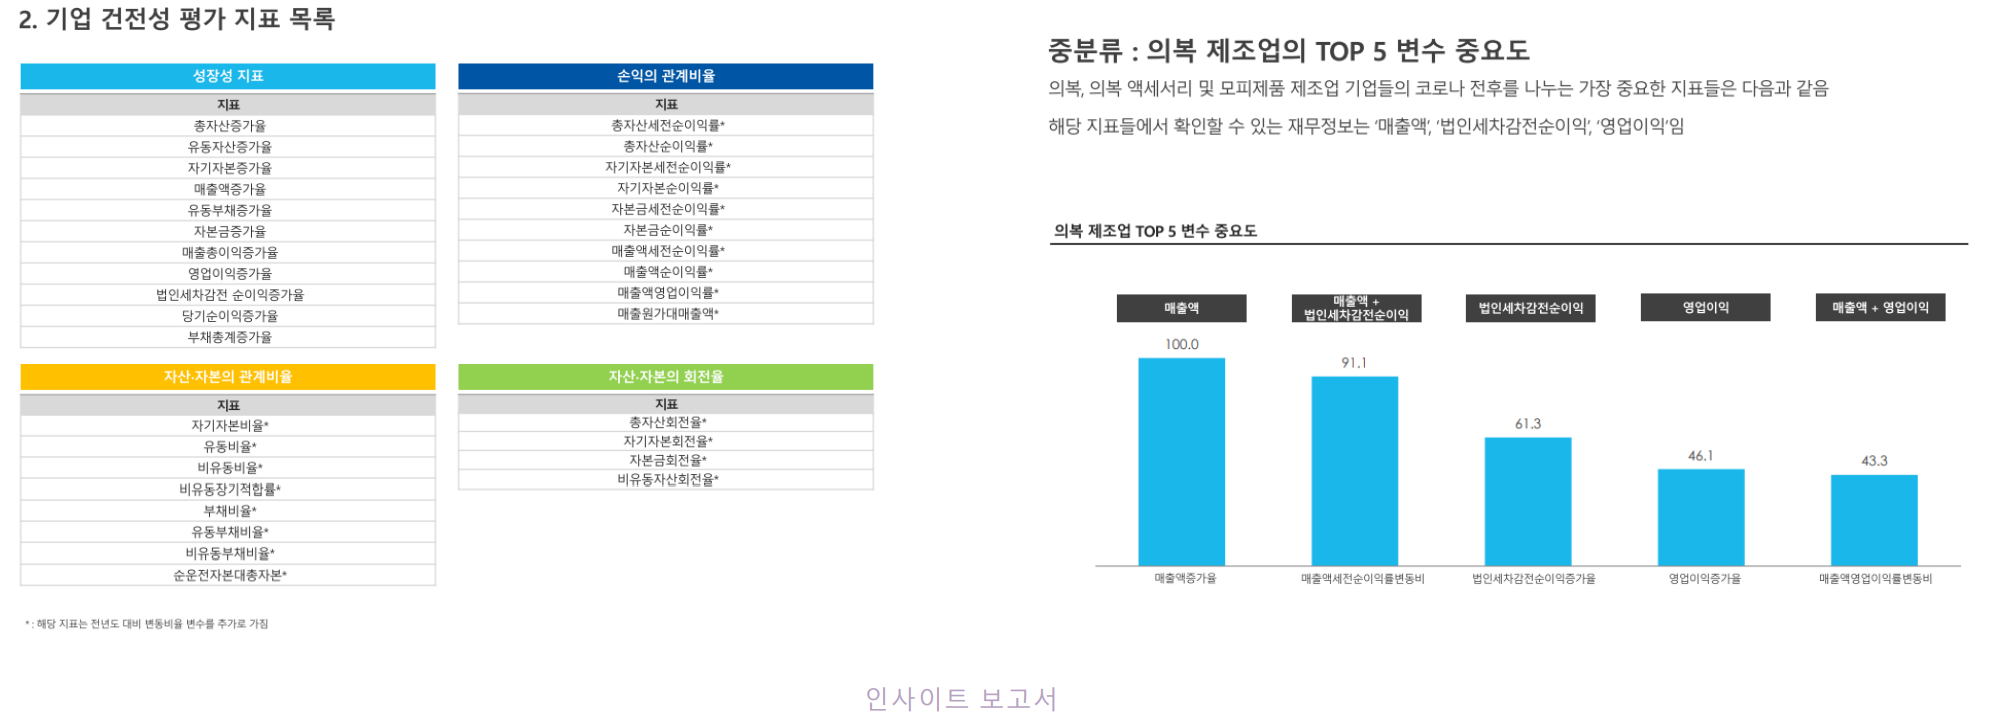 2. 기업 건전성 평가 지표 목록
성장성 지표
지표
총자산증가율
유동자산증가율
자기자본증가율
매출액증가율
유동부채증가율
자본금증가율
매출총이익증가율
영업이익증가율
법인세차감전 순이익증가율
당기순이익증가율
부채총계증가율
손익의 관계비율
지표
총자산세전순이익률*
총자산순이익률*
자기자본세전순이익률*
자기자본순이익률*
자본금세전순이익률*
자본금순이익률*
매출액세전순이익률*
매출액순이익률*
매출액영업이익률*
매출원가대매출액*
자산·자본의 관계비율
지표
자기자본비율*
유동비율*
비유동비율*
비유동장기적합률*
부채비율*
유동부채비율*
비유동부채비율*
순운전자본대총자본*
자산·자본의 회전율
지표
총자산회전율*
자기자본회전율*
자본금회전율*
비유동자산회전율*
* : 해당 지표는 전년도 대비 변동비율 변수를 추가로 가짐
중분류 : 의복 제조업의 TOP 5 변수 중요도
의복, 의복 액세서리 및 모피제품 제조업 기업들의 코로나 전후를 나누는 가장 중요한 지표들은 다음과 같음
해당 지표들에서 확인할 수 있는 재무정보는 '매출액', '법인세차감전순이익', '영업이익'임
의복 제조업 TOP 5 변수 중요도
매출액
매출액 +
법인세차감전순이익
법인세차감전순이익
영업이익
매출액 + 영업이익
100.0
91.1
61.3
46.1
43.3
매출액증가율
매출액세전순이익률변동비
법인세차감전순이익증가율
영업이익증가율
매출액영업이익률변동비
인사이트 보고서